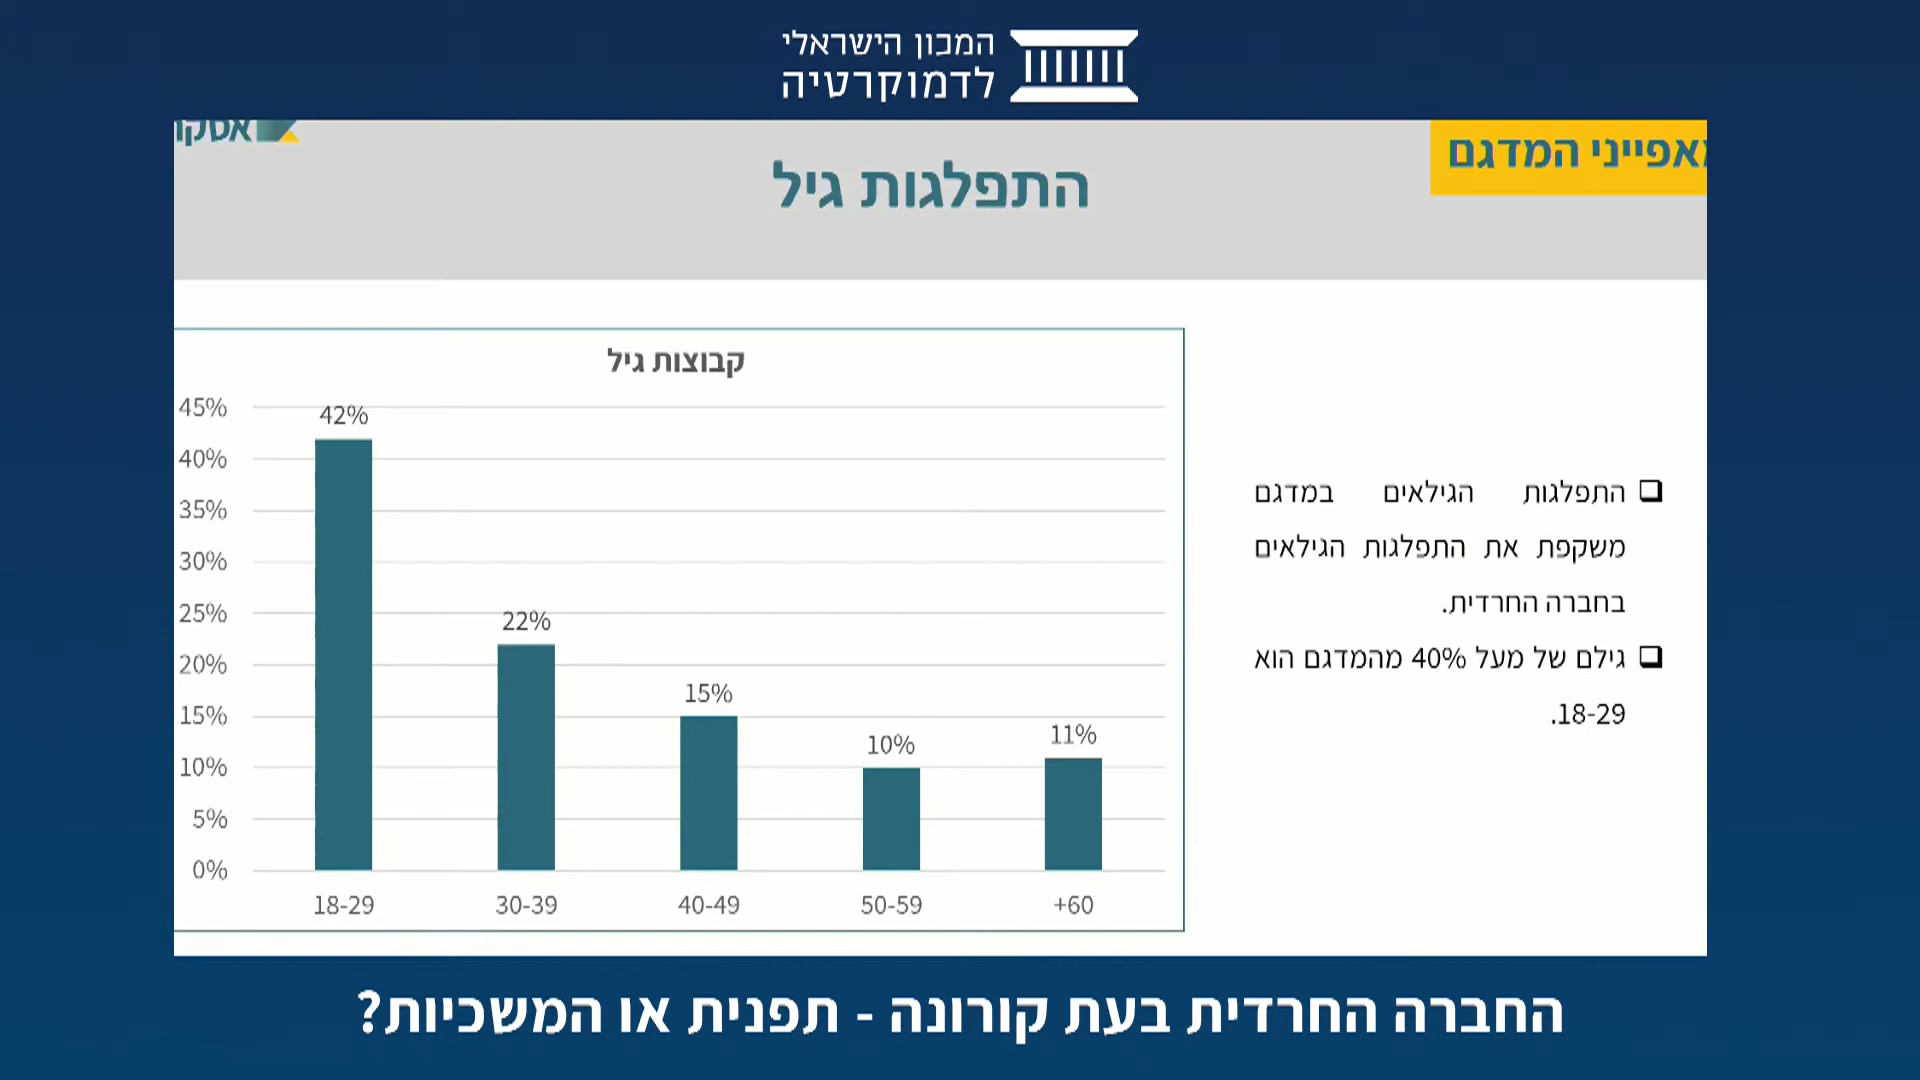 המכון הישראלי
לדמוקרטיה
אסקר
מאפייני המדגם
התפלגות גיל
קבוצות גיל
45%
40%
35%
30%
25%
20%
15%
10%
5%
0%
42%
22%
15%
10%
11%
18-29
30-39
40-49
50-59
60+
התפלגות הגילאים במדגם
משקפת את התפלגות הגילאים
בחברה החרדית.
גילם של מעל 40% מהמדגם הוא
18-29.
החברה החרדית בעת קורונה - תפנית או המשכיות?